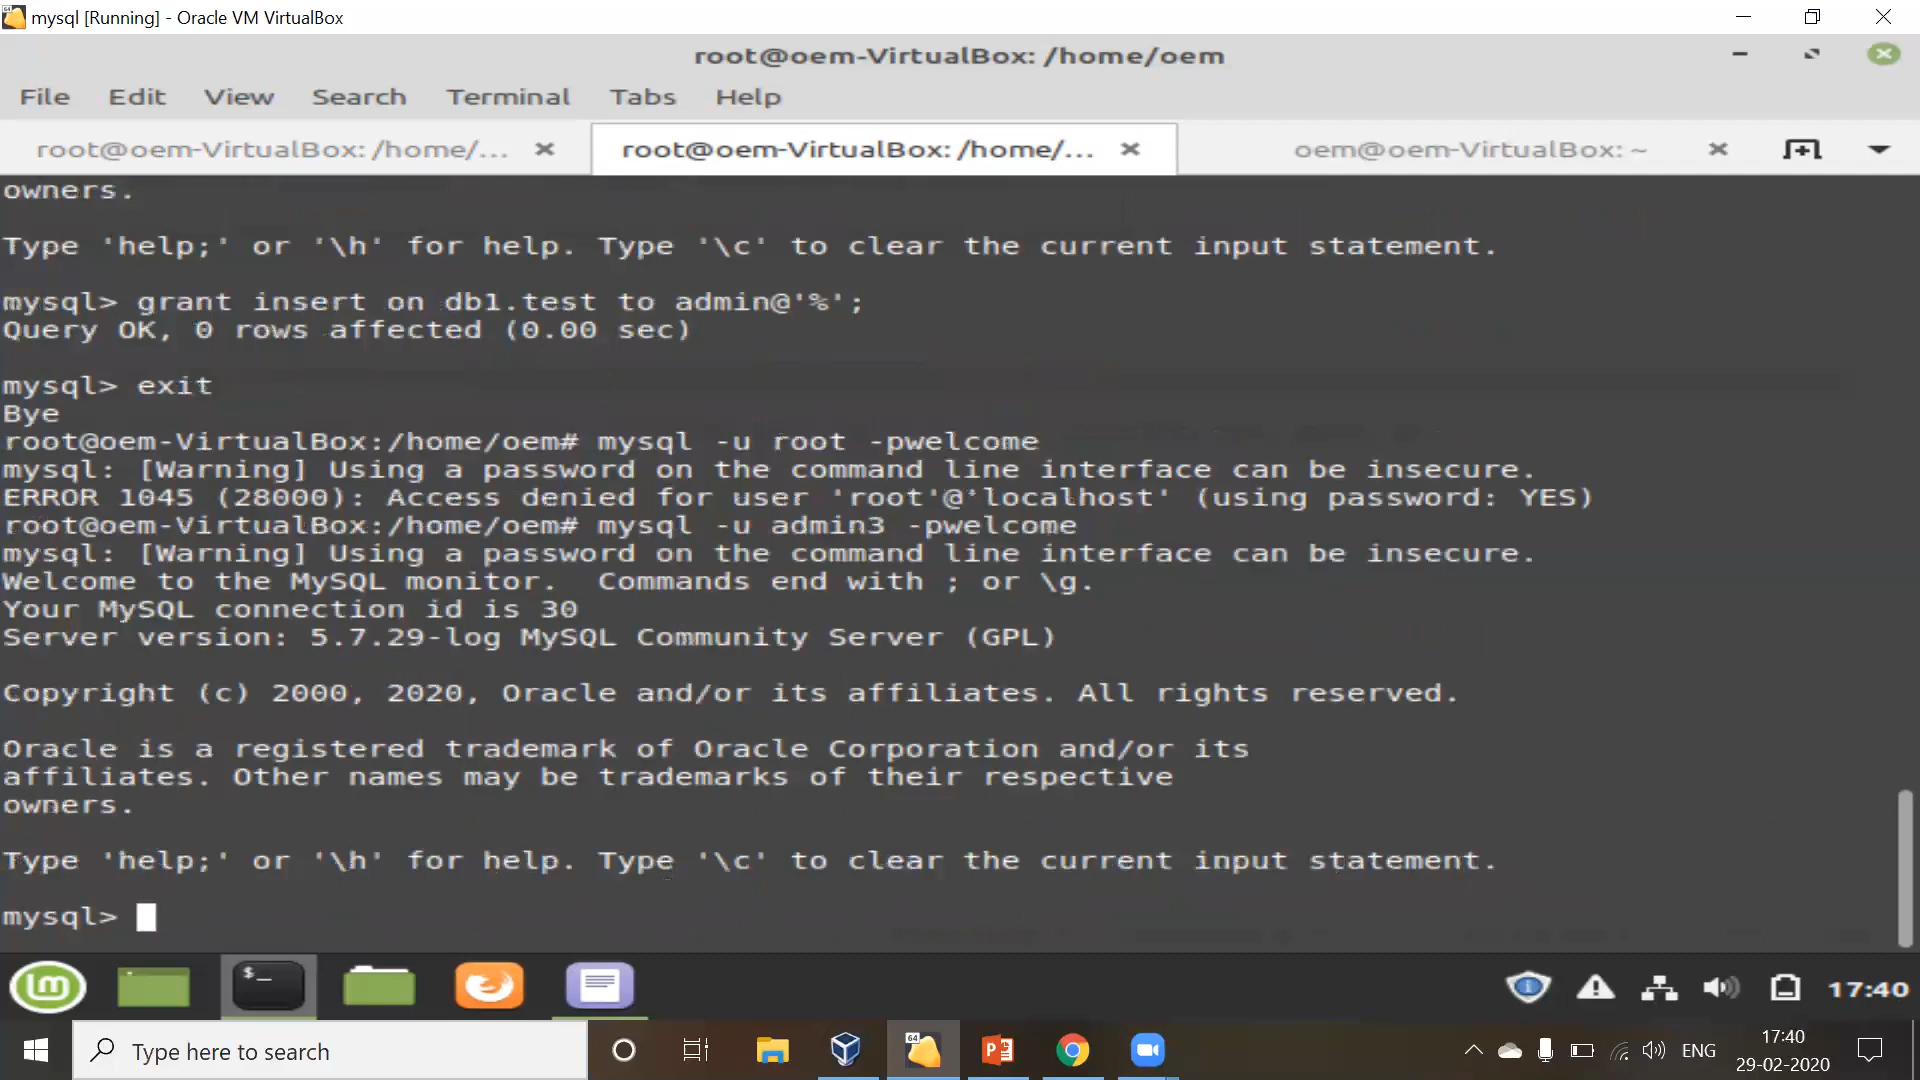 mysql [Running] - Oracle VM VirtualBox
root@oem-VirtualBox: /home/oem
File Edit View Search Terminal Tabs Help
root@oem-VirtualBox: /home/... root@oem-VirtualBox: /home/... oem@oem-VirtualBox: ~
owners.
Type 'help;' or '\h' for help. Type '\c' to clear the current input statement.
mysql> grant insert on db1.test to admin@'%';
Query OK, 0 rows affected (0.00 sec)
mysql> exit
Bye
root@oem-VirtualBox:/home/oem# mysql -u root -pwelcome
mysql: [Warning] Using a password on the command line interface can be insecure.
ERROR 1045 (28000): Access denied for user 'root'@'localhost' (using password: YES)
root@oem-VirtualBox:/home/oem# mysql -u admin3 -pwelcome
mysql: [Warning] Using a password on the command line interface can be insecure.
Welcome to the MySQL monitor.  Commands end with ; or \g.
Your MySQL connection id is 30
Server version: 5.7.29-log MySQL Community Server (GPL)
Copyright (c) 2000, 2020, Oracle and/or its affiliates. All rights reserved.
Oracle is a registered trademark of Oracle Corporation and/or its
affiliates. Other names may be trademarks of their respective
owners.
Type 'help;' or '\h' for help. Type '\c' to clear the current input statement.
mysql>
lm $_ 17:40
Type here to search 64 P ENG 17:40
29-02-2020